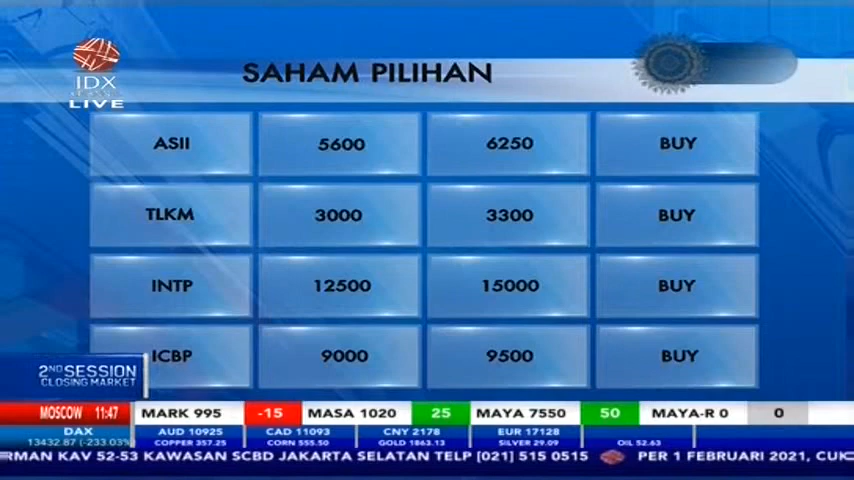 IDX
LIVE
SAHAM PILIHAN
ASII 5600 6250 BUY
TLKM 3000 3300 BUY
INTP 12500 15000 BUY
ICBP 9000 9500 BUY
2ND SESSION
CLOSING MARKET
MOSCOW 11:47 MARK 995 -15 MASA 1020 25 MAYA 7550 50 MAYA-R 0 0
DAX AUD 10925 CAD 11093 CNY 2178 EUR 17128
13432.87 (-233.03%) COPPER 357.25 CORN 555.50 GOLD 1863.13 SILVER 29.09 OIL 52.63
RMAN KAV 52-53 KAWASAN SCBD JAKARTA SELATAN TELP [021] 515 0515 PER 1 FEBRUARI 2021, CUK